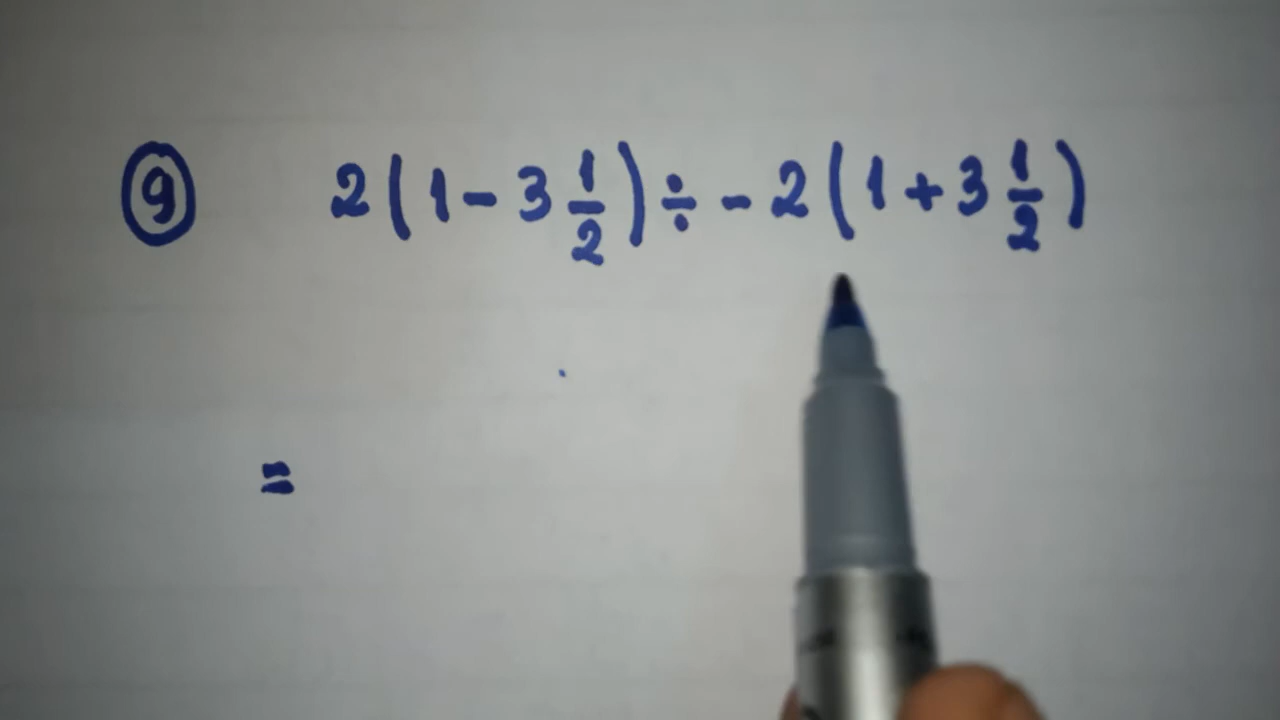 9 2(1 - 3 1/2) ÷ - 2(1 + 3 1/2)
=